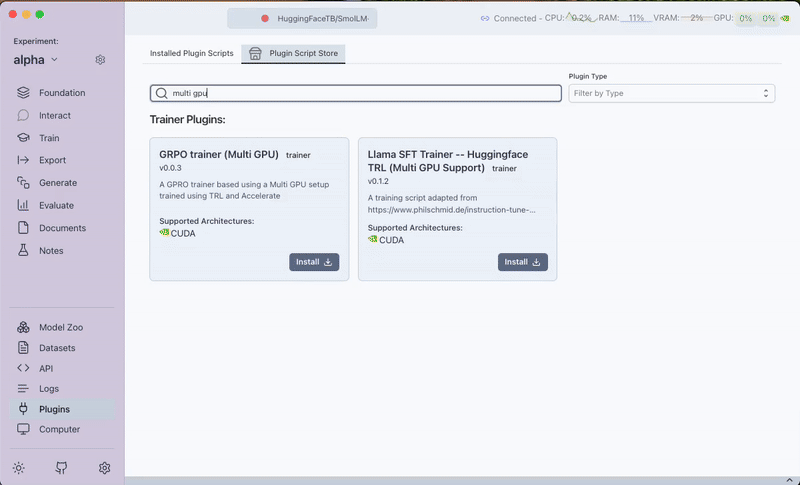 HuggingFaceTB/SmolLM-
Connected - CPU: 0.2% RAM: 11% VRAM: 2% GPU: 0% 0%
Experiment:
alpha
Foundation
Interact
Train
Export
Generate
Evaluate
Documents
Notes
Model Zoo
Datasets
API
Logs
Plugins
Computer
Installed Plugin Scripts
Plugin Script Store
multi gpu
Plugin Type
Filter by Type
Trainer Plugins:
GRPO trainer (Multi GPU) trainer
v0.0.3
A GPRO trainer based using a Multi GPU setup
trained using TRL and Accelerate
Supported Architectures:
CUDA
Install
Llama SFT Trainer -- Huggingface
TRL (Multi GPU Support) trainer
v0.1.2
A training script adapted from
https://www.philschmid.de/instruction-tune-...
Supported Architectures:
CUDA
Install